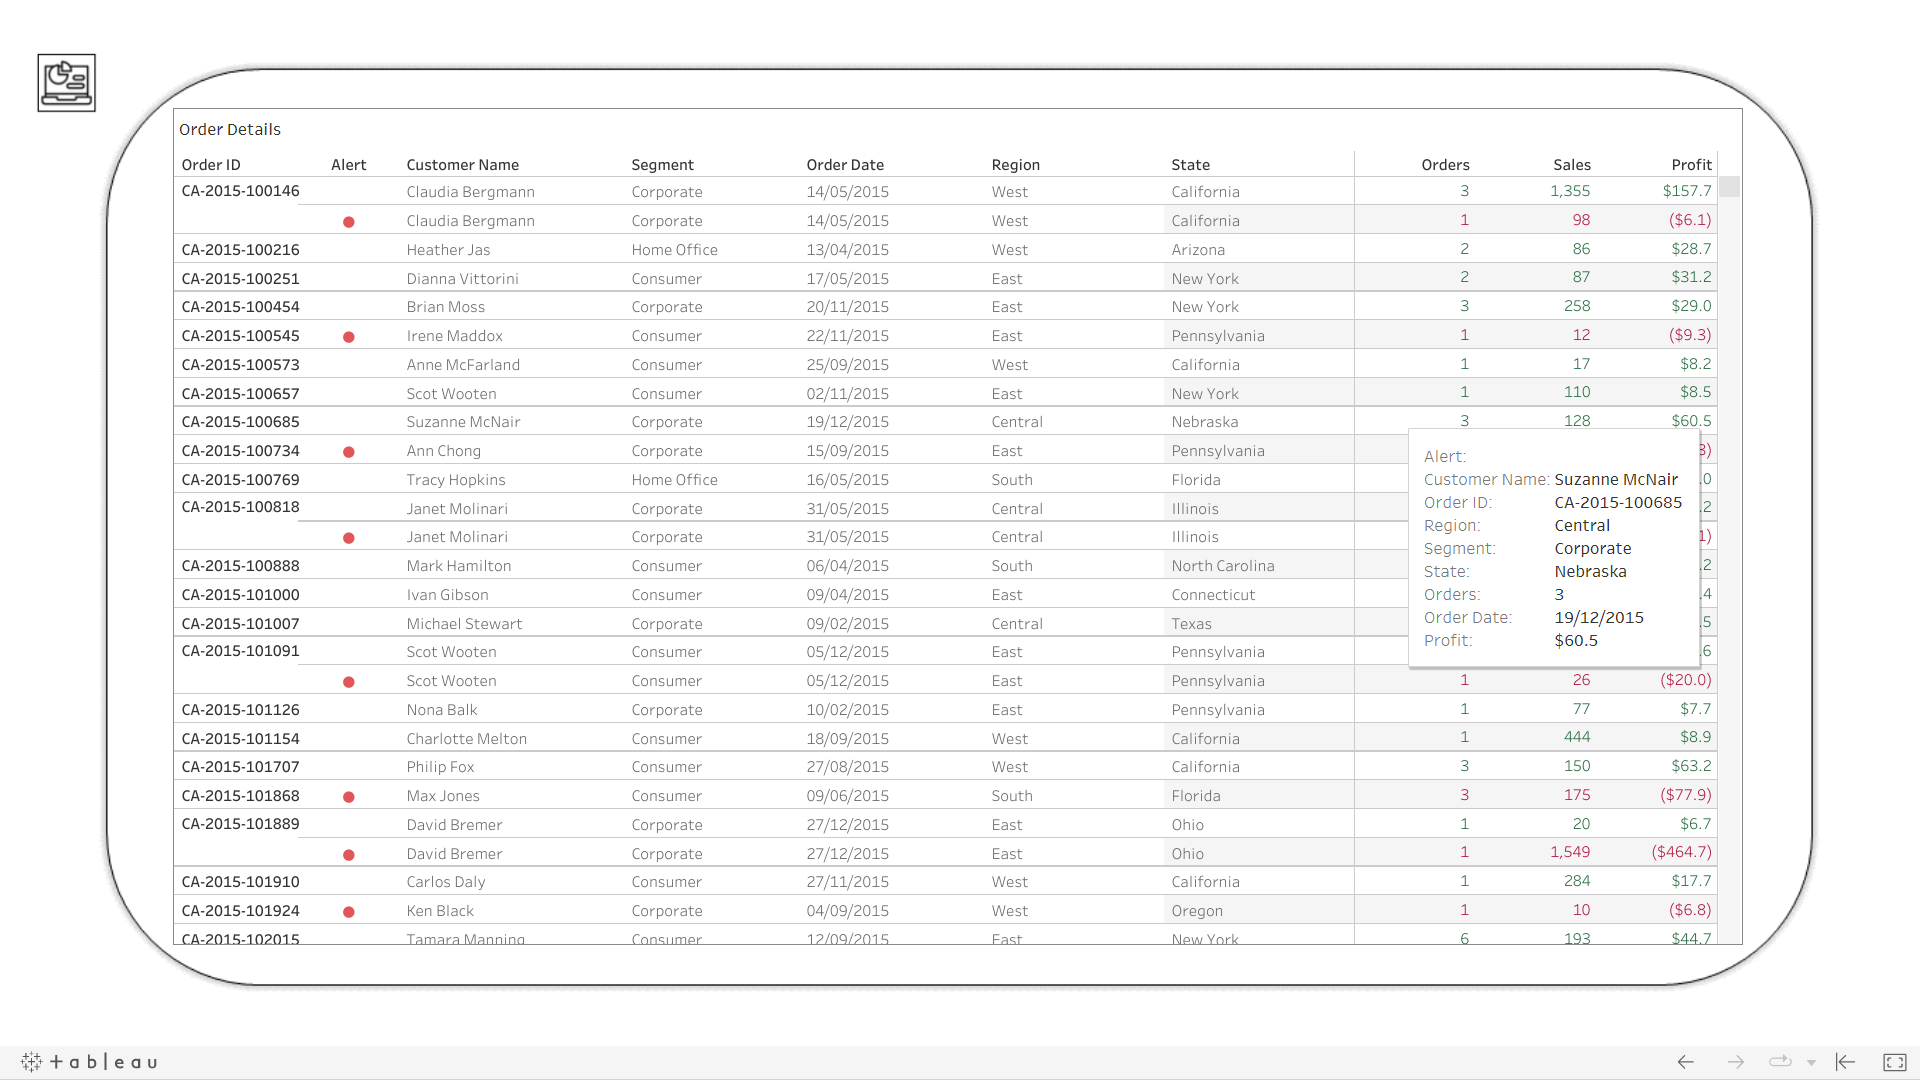 Order Details
Order ID Alert Customer Name Segment Order Date Region State Orders Sales Profit
CA-2015-100146 Claudia Bergmann Corporate 14/05/2015 West California 3 1,355 $157.7
Claudia Bergmann Corporate 14/05/2015 West California 1 98 ($6.1)
CA-2015-100216 Heather Jas Home Office 13/04/2015 West Arizona 2 86 $28.7
CA-2015-100251 Dianna Vittorini Consumer 17/05/2015 East New York 2 87 $31.2
CA-2015-100454 Brian Moss Corporate 20/11/2015 East New York 3 258 $29.0
CA-2015-100545 Irene Maddox Consumer 22/11/2015 East Pennsylvania 1 12 ($9.3)
CA-2015-100573 Anne McFarland Consumer 25/09/2015 West California 1 17 $8.2
CA-2015-100657 Scot Wooten Consumer 02/11/2015 East New York 1 110 $8.5
CA-2015-100685 Suzanne McNair Corporate 19/12/2015 Central Nebraska 3 128 $60.5
CA-2015-100734 Ann Chong Corporate 15/09/2015 East Pennsylvania
CA-2015-100769 Tracy Hopkins Home Office 16/05/2015 South Florida
CA-2015-100818 Janet Molinari Corporate 31/05/2015 Central Illinois
Janet Molinari Corporate 31/05/2015 Central Illinois
CA-2015-100888 Mark Hamilton Consumer 06/04/2015 South North Carolina
CA-2015-101000 Ivan Gibson Consumer 09/04/2015 East Connecticut
CA-2015-101007 Michael Stewart Corporate 09/02/2015 Central Texas
CA-2015-101091 Scot Wooten Consumer 05/12/2015 East Pennsylvania
Alert:
Customer Name: Suzanne McNair
Order ID: CA-2015-100685
Region: Central
Segment: Corporate
State: Nebraska
Orders: 3
Order Date: 19/12/2015
Profit: $60.5
Scot Wooten Consumer 05/12/2015 East Pennsylvania 1 26 ($20.0)
CA-2015-101126 Nona Balk Corporate 10/02/2015 East Pennsylvania 1 77 $7.7
CA-2015-101154 Charlotte Melton Consumer 18/09/2015 West California 1 444 $8.9
CA-2015-101707 Philip Fox Consumer 27/08/2015 West California 3 150 $63.2
CA-2015-101868 Max Jones Consumer 09/06/2015 South Florida 3 175 ($77.9)
CA-2015-101889 David Bremer Corporate 27/12/2015 East Ohio 1 20 $6.7
David Bremer Corporate 27/12/2015 East Ohio 1 1,549 ($464.7)
CA-2015-101910 Carlos Daly Consumer 27/11/2015 West California 1 284 $17.7
CA-2015-101924 Ken Black Corporate 04/09/2015 West Oregon 1 10 ($6.8)
CA-2015-102015 Tamara Manning Consumer 12/09/2015 East New York 6 193 $44.7
+ableau